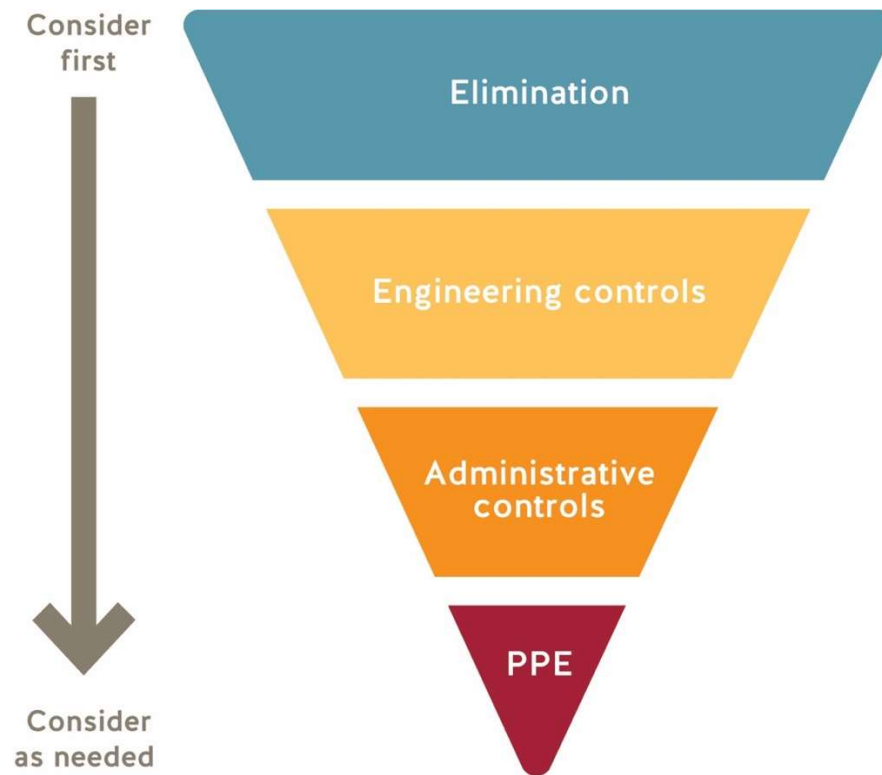 Consider
first
Elimination
Engineering controls
Administrative
controls
PPE
Consider
as needed